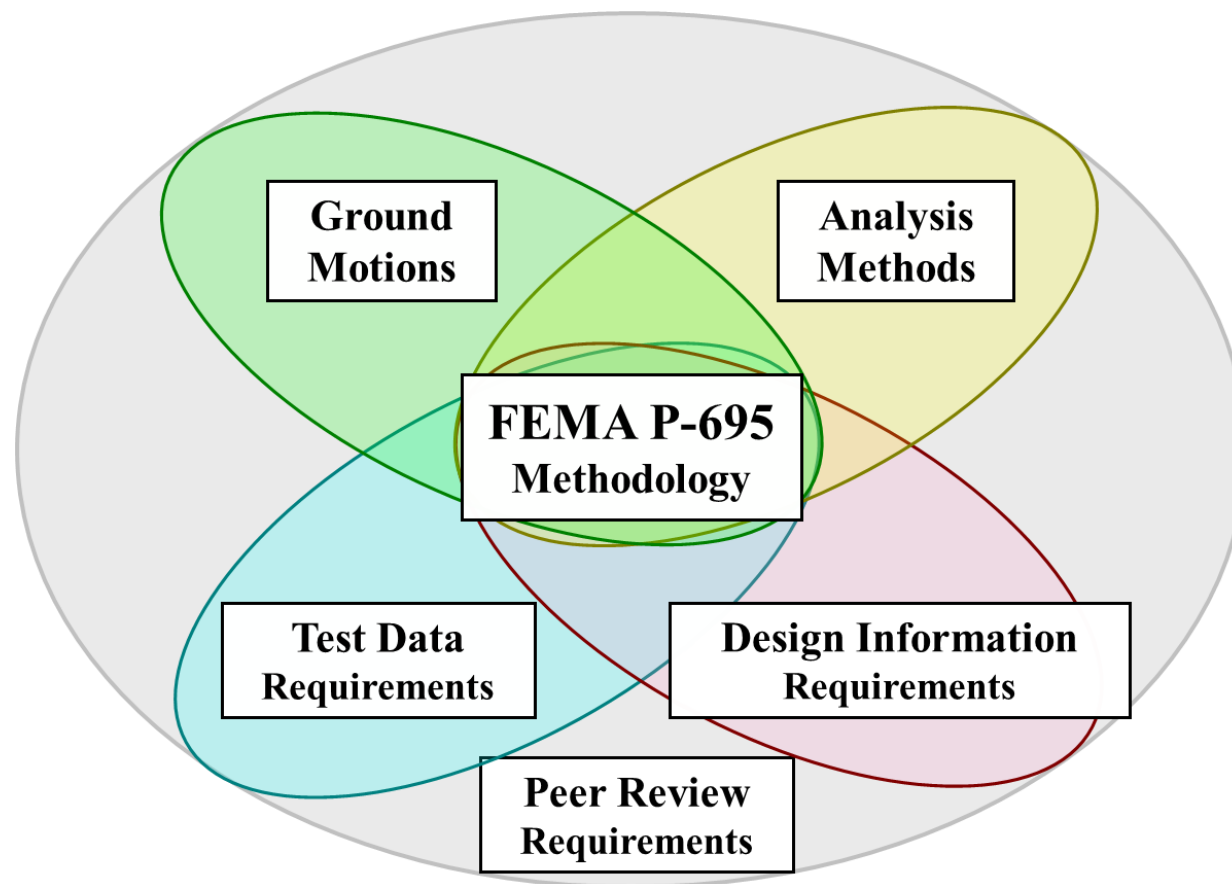 Ground
Motions
Analysis
Methods
FEMA P-695
Methodology
Test Data
Requirements
Design Information
Requirements
Peer Review
Requirements